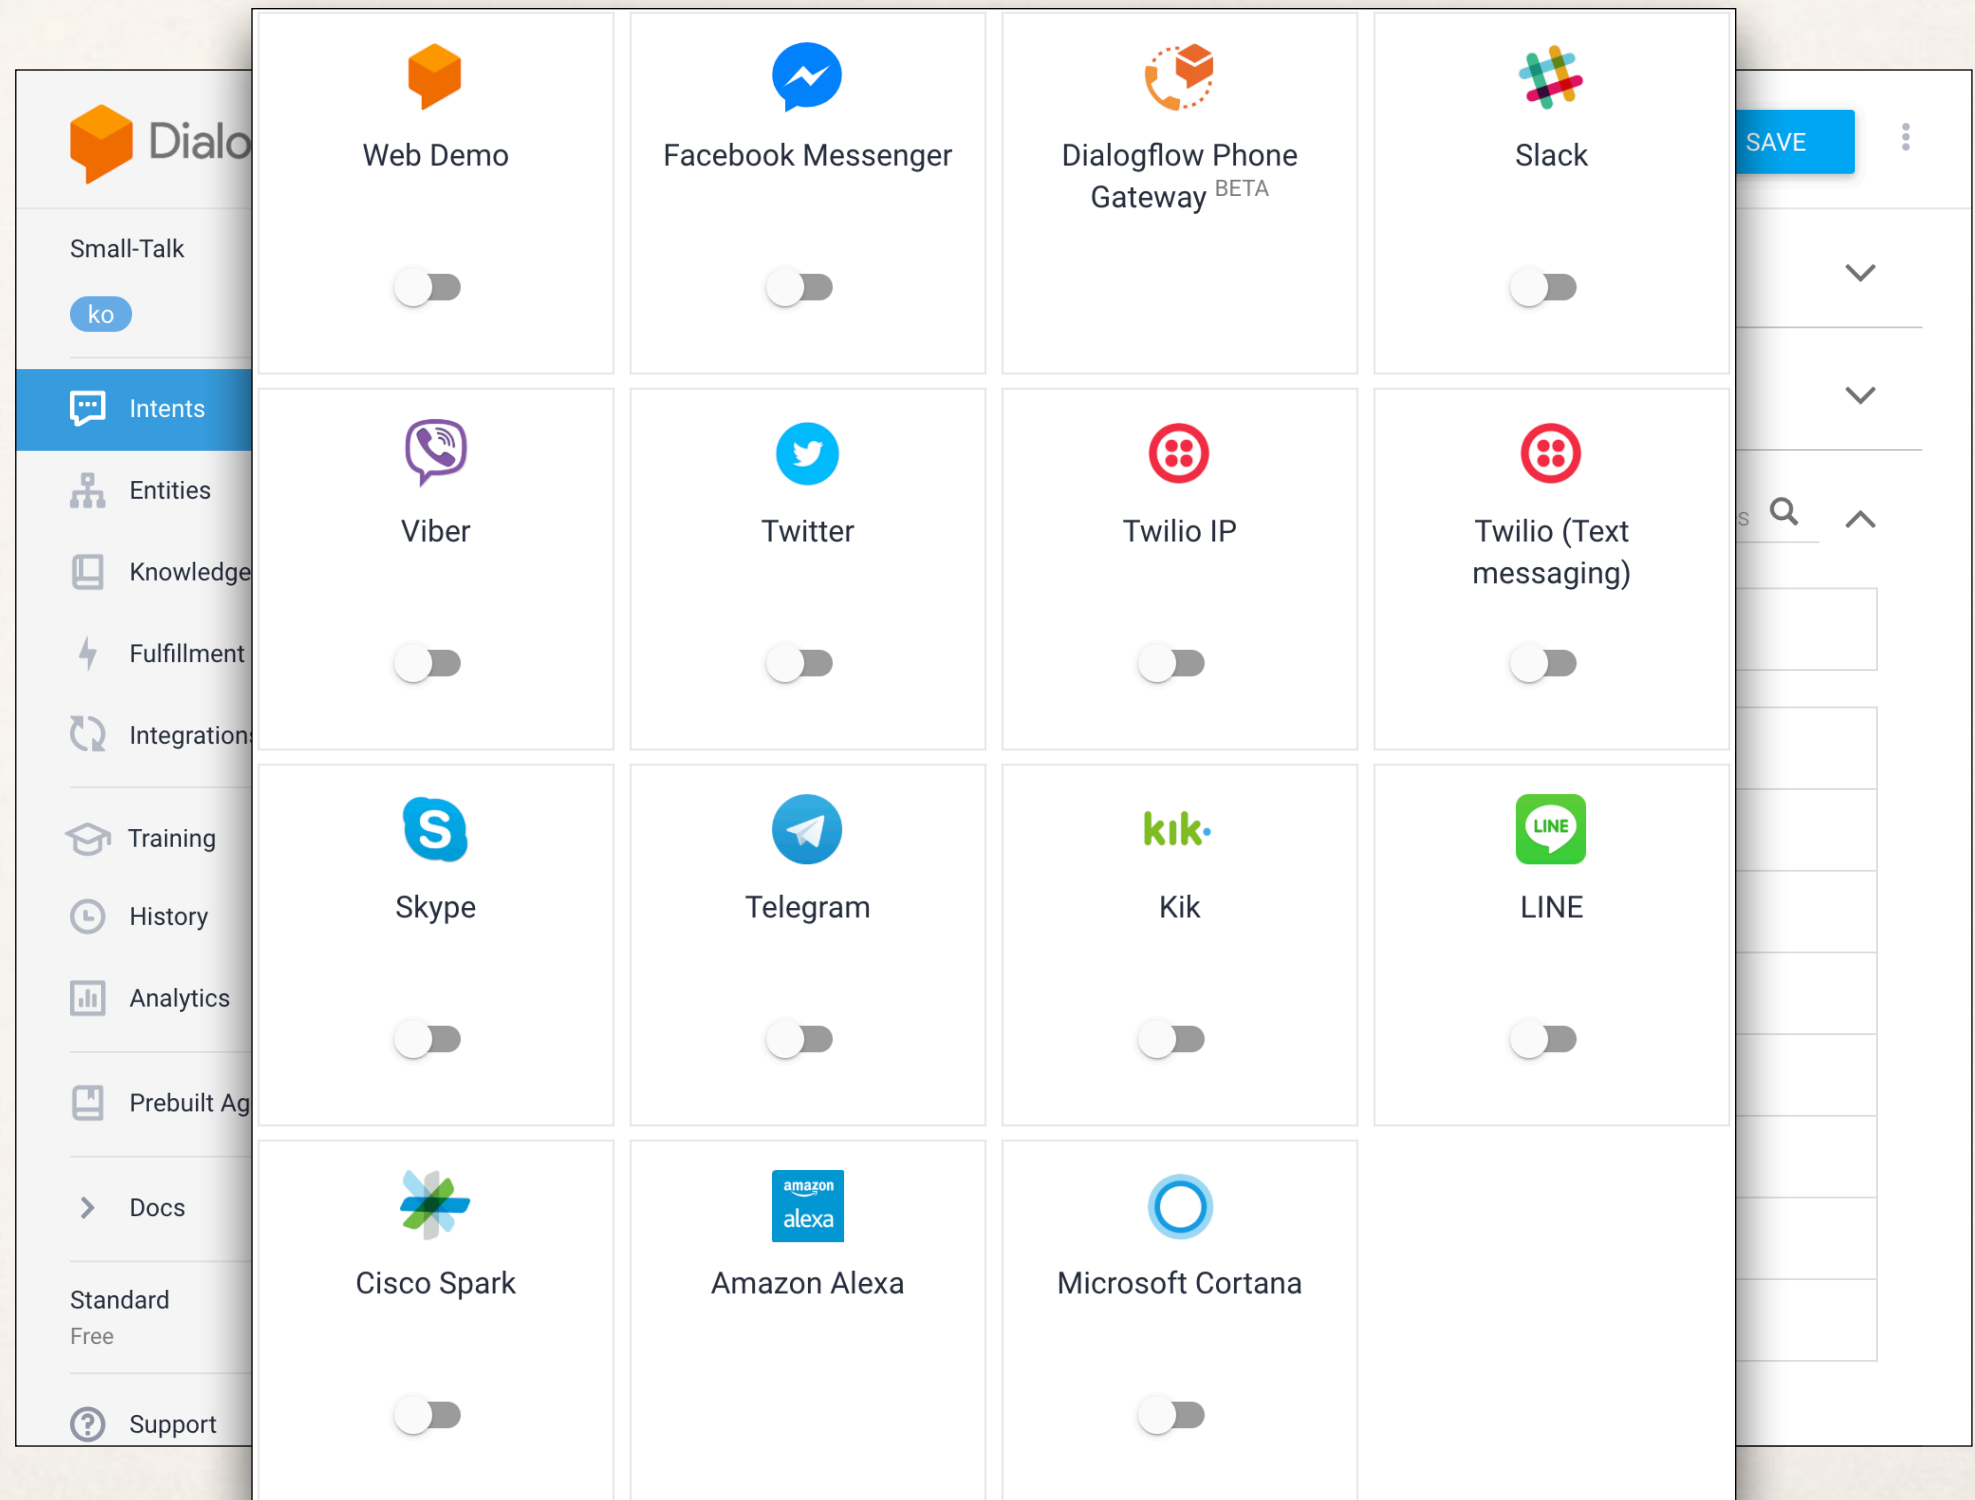 Dialo
SAVE
Small-Talk
ko
Intents
Entities
Knowledge
Fulfillment
Integrations
Training
History
Analytics
Prebuilt Ag
Docs
Standard
Free
Support
Web Demo
Facebook Messenger
Dialogflow Phone
Gateway BETA
Slack
Viber
Twitter
Twilio IP
Twilio (Text
messaging)
s
S
Skype
Telegram
kik
Kik
LINE
LINE
Cisco Spark
amazon
alexa
Amazon Alexa
Microsoft Cortana